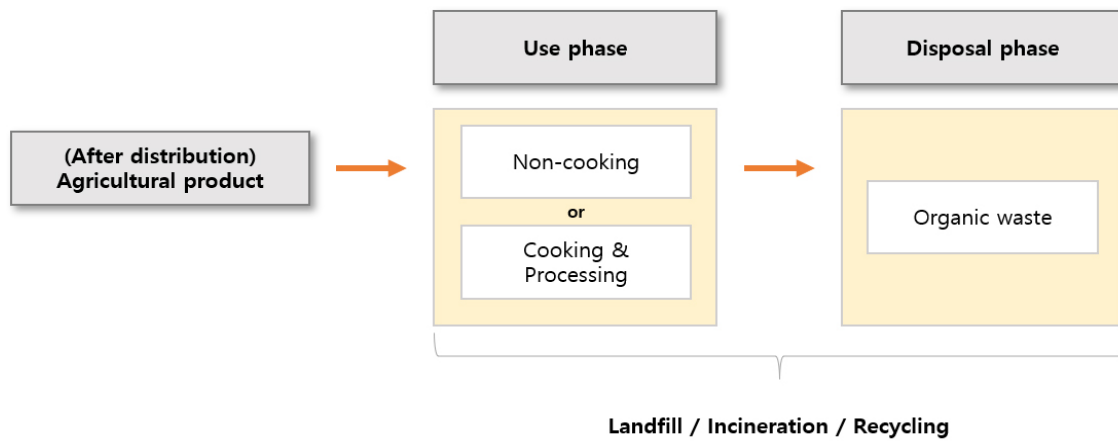 Use phase
Disposal phase
(After distribution)
Agricultural product
Non-cooking
or
Cooking &
Processing
Organic waste
Landfill / Incineration / Recycling